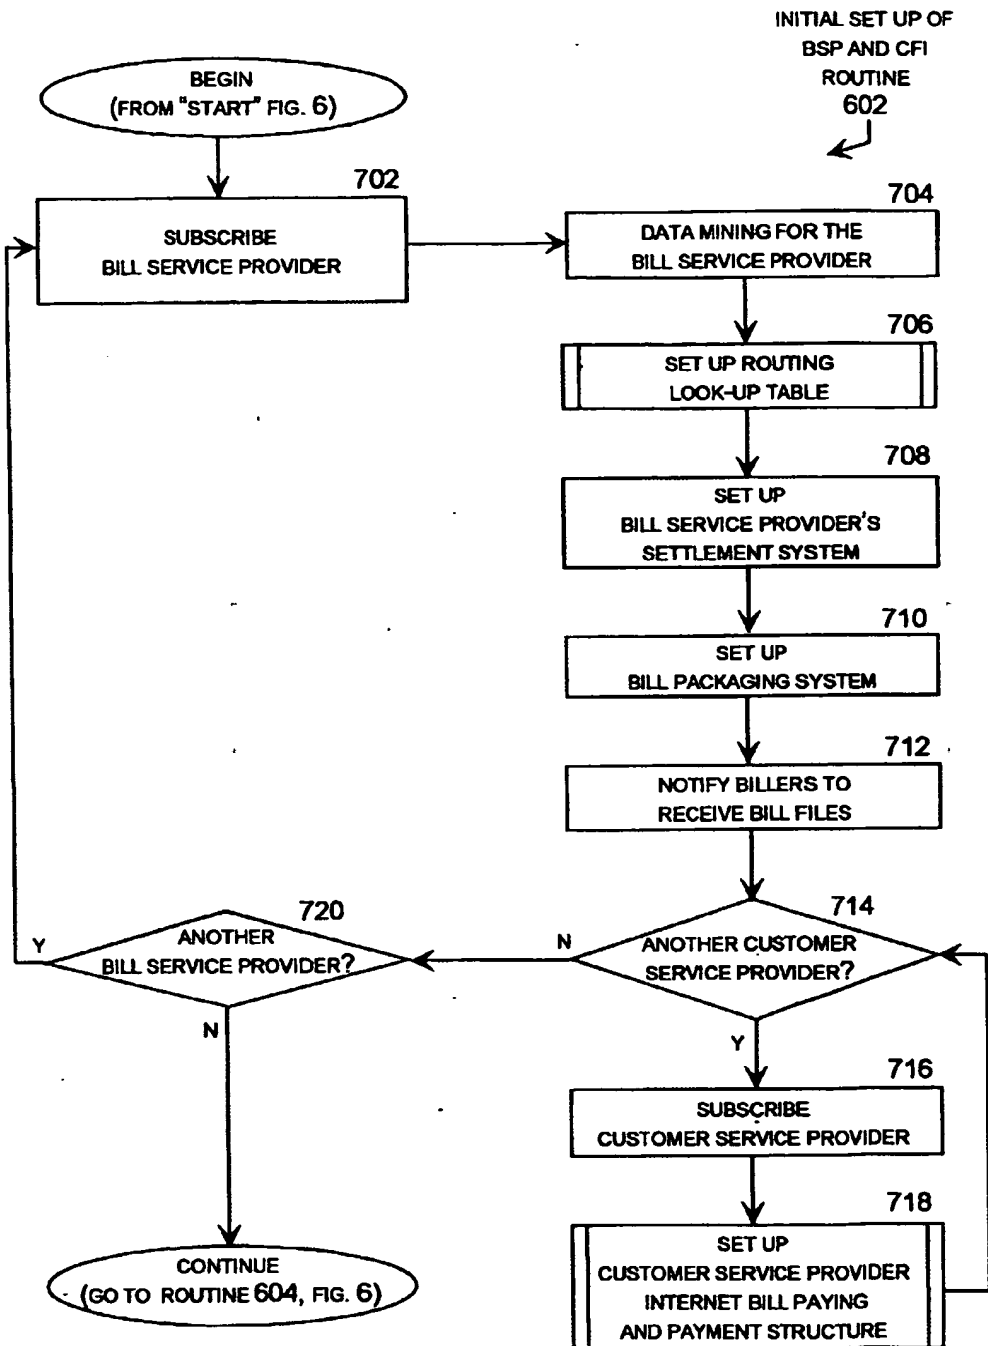 INITIAL SET UP OF
BSP AND CFI
ROUTINE
602
BEGIN
(FROM "START" FIG. 6)
702
SUBSCRIBE
BILL SERVICE PROVIDER
704
DATA MINING FOR THE
BILL SERVICE PROVIDER
706
SET UP ROUTING
LOOK-UP TABLE
708
SET UP
BILL SERVICE PROVIDER'S
SETTLEMENT SYSTEM
710
SET UP
BILL PACKAGING SYSTEM
712
NOTIFY BILLERS TO
RECEIVE BILL FILES
714
ANOTHER CUSTOMER
SERVICE PROVIDER?
N
Y
720
ANOTHER
BILL SERVICE PROVIDER?
Y
N
716
SUBSCRIBE
CUSTOMER SERVICE PROVIDER
718
SET UP
CUSTOMER SERVICE PROVIDER
INTERNET BILL PAYING
AND PAYMENT STRUCTURE
CONTINUE
(GO TO ROUTINE 604, FIG. 6)